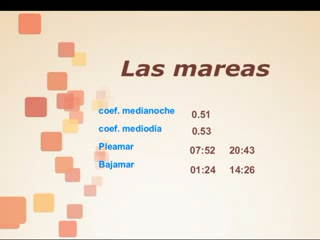 Las mareas
coef. medianoche 0.51
coef. mediodía 0.53
Pleamar 07:52 20:43
Bajamar 01:24 14:26